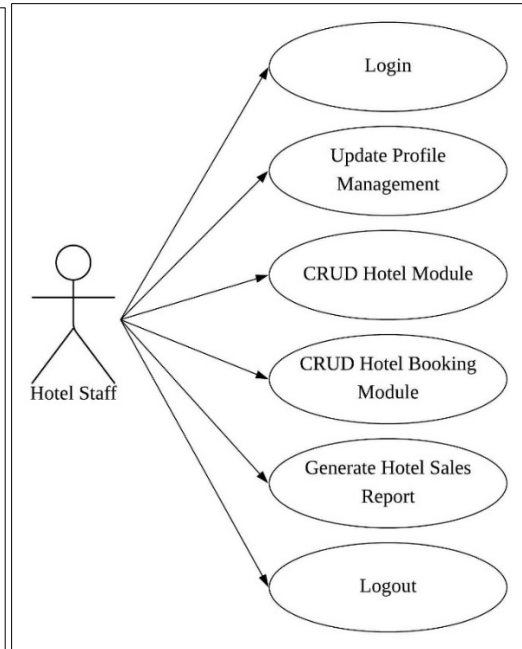 Login
Update Profile
Management
CRUD Hotel Module
Hotel Staff
CRUD Hotel Booking
Module
Generate Hotel Sales
Report
Logout